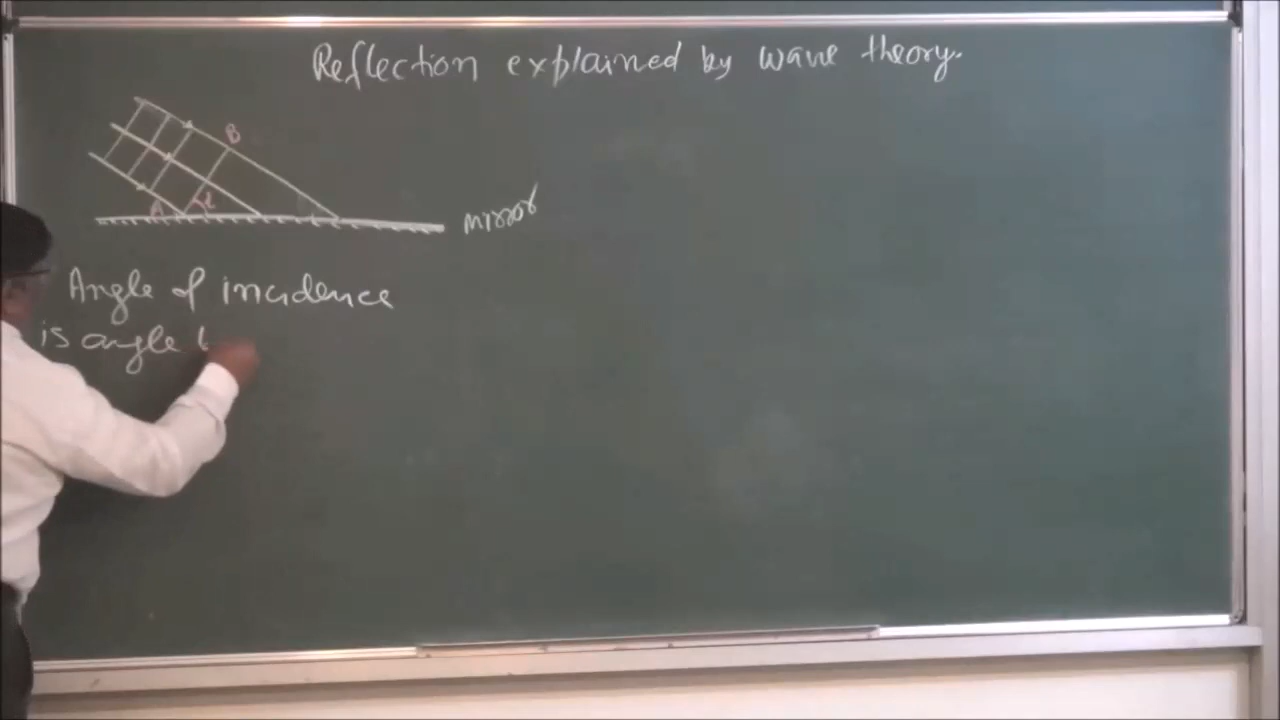 Reflection explained by wave theory.
B
A i
mirror
Angle of incidence
is angle b